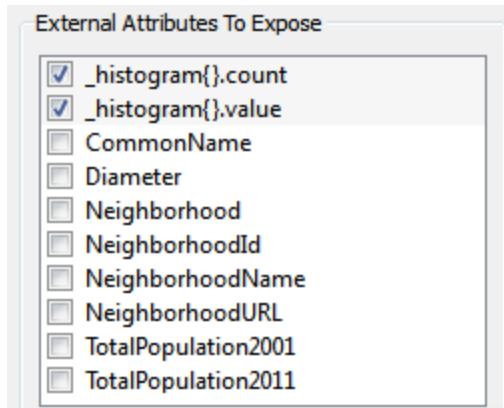 External Attributes To Expose
_histogram{}.count
_histogram{}.value
CommonName
Diameter
Neighborhood
NeighborhoodId
NeighborhoodName
NeighborhoodURL
TotalPopulation2001
TotalPopulation2011